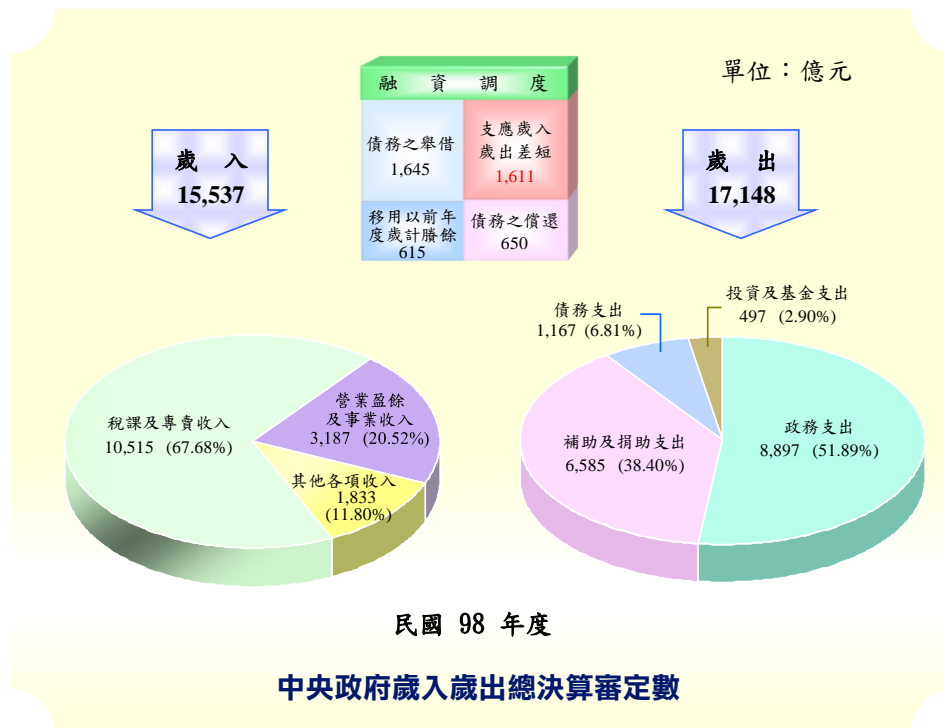 單位：億元
融資調度
債務之舉借
1,645
支應歲入
歲出差短
1,611
移用以前年
度歲計賸餘
615
債務之償還
650
歲 入
15,537
歲 出
17,148
稅課及專賣收入
10,515 (67.68%)
營業盈餘
及事業收入
3,187 (20.52%)
其他各項收入
1,833
(11.80%)
投資及基金支出
497 (2.90%)
債務支出
1,167 (6.81%)
補助及捐助支出
6,585 (38.40%)
政務支出
8,897 (51.89%)
民國 98 年度
中央政府歲入歲出總決算審定數